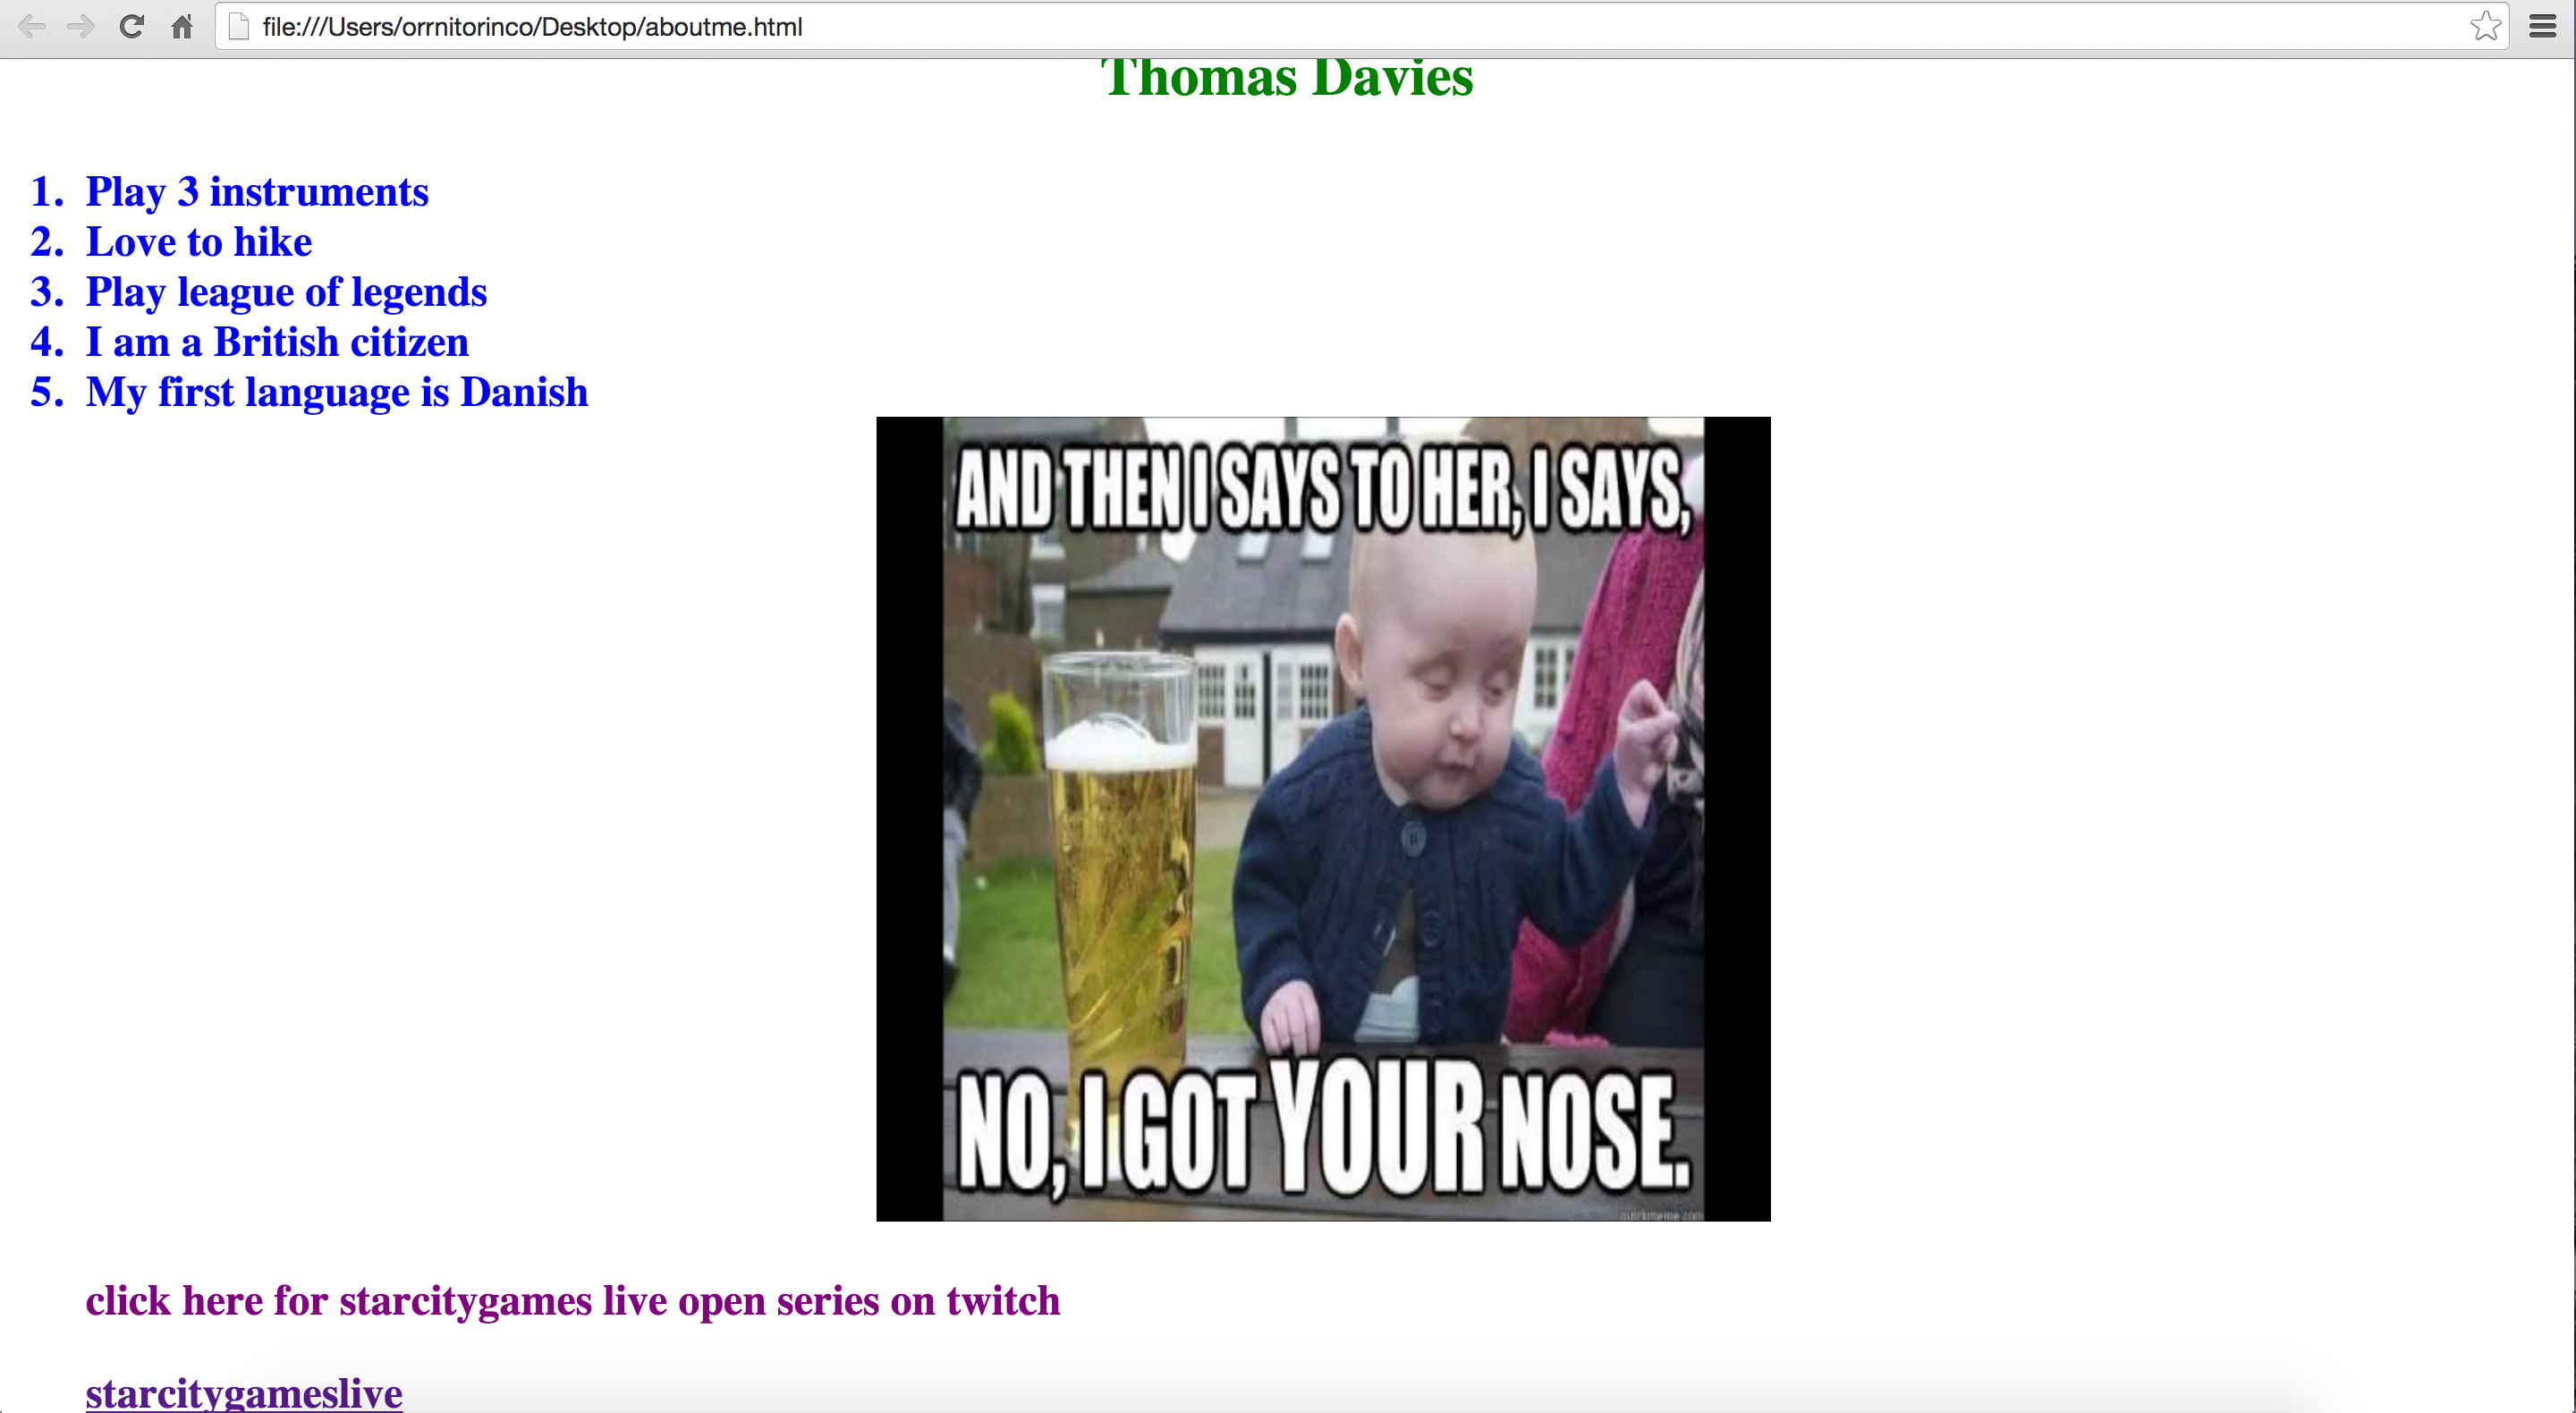 file:///Users/orrnitorinco/Desktop/aboutme.html
Thomas Davies
1. Play 3 instruments
2. Love to hike
3. Play league of legends
4. I am a British citizen
5. My first language is Danish
AND THEN I SAYS TO HER, I SAYS,
NO, I GOT YOUR NOSE.
quickmeme.com
click here for starcitygames live open series on twitch
starcitygameslive